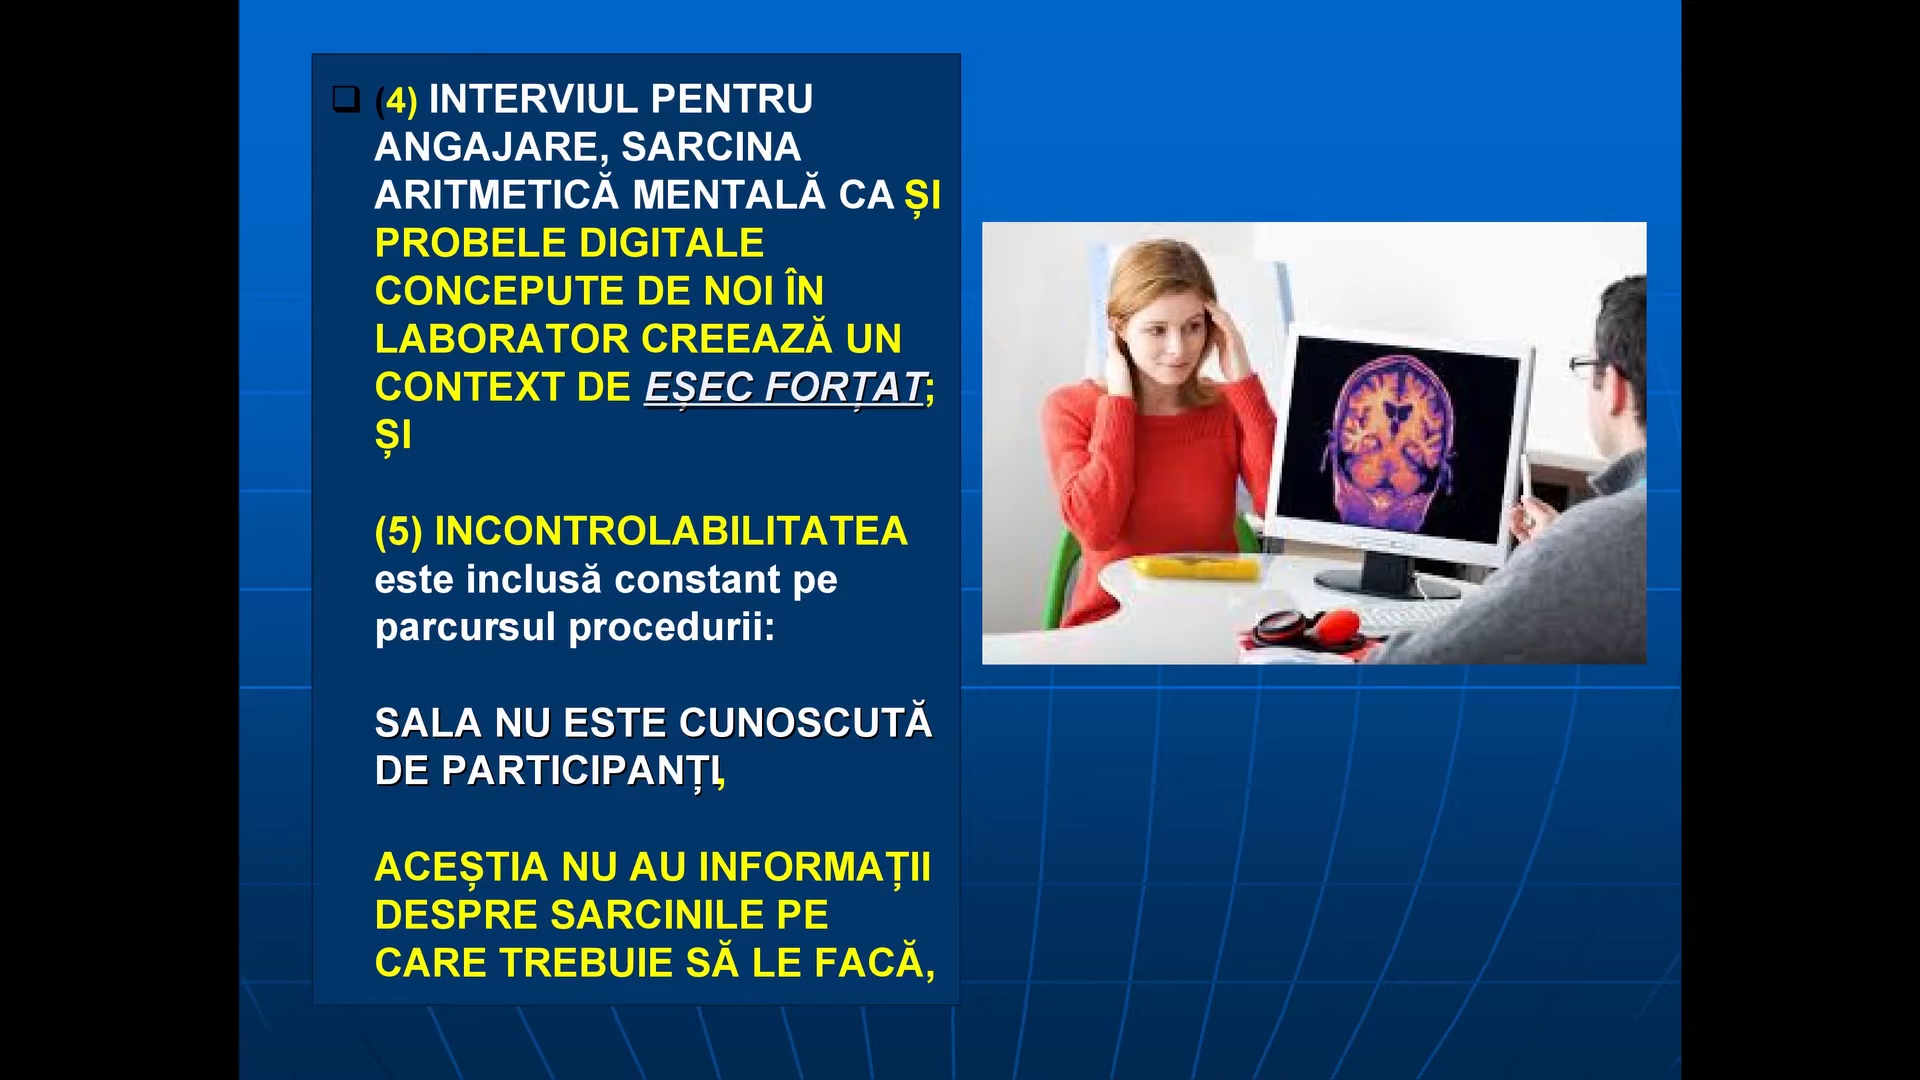 (4) INTERVIUL PENTRU
ANGAJARE, SARCINA
ARITMETICĂ MENTALĂ CA ȘI
PROBELE DIGITALE
CONCEPUTE DE NOI ÎN
LABORATOR CREEAZĂ UN
CONTEXT DE EȘEC FORȚAT;
ȘI
(5) INCONTROLABILITATEA
este inclusă constant pe
parcursul procedurii:
SALA NU ESTE CUNOSCUTĂ
DE PARTICIPANȚI,
ACEȘTIA NU AU INFORMAȚII
DESPRE SARCINILE PE
CARE TREBUIE SĂ LE FACĂ,